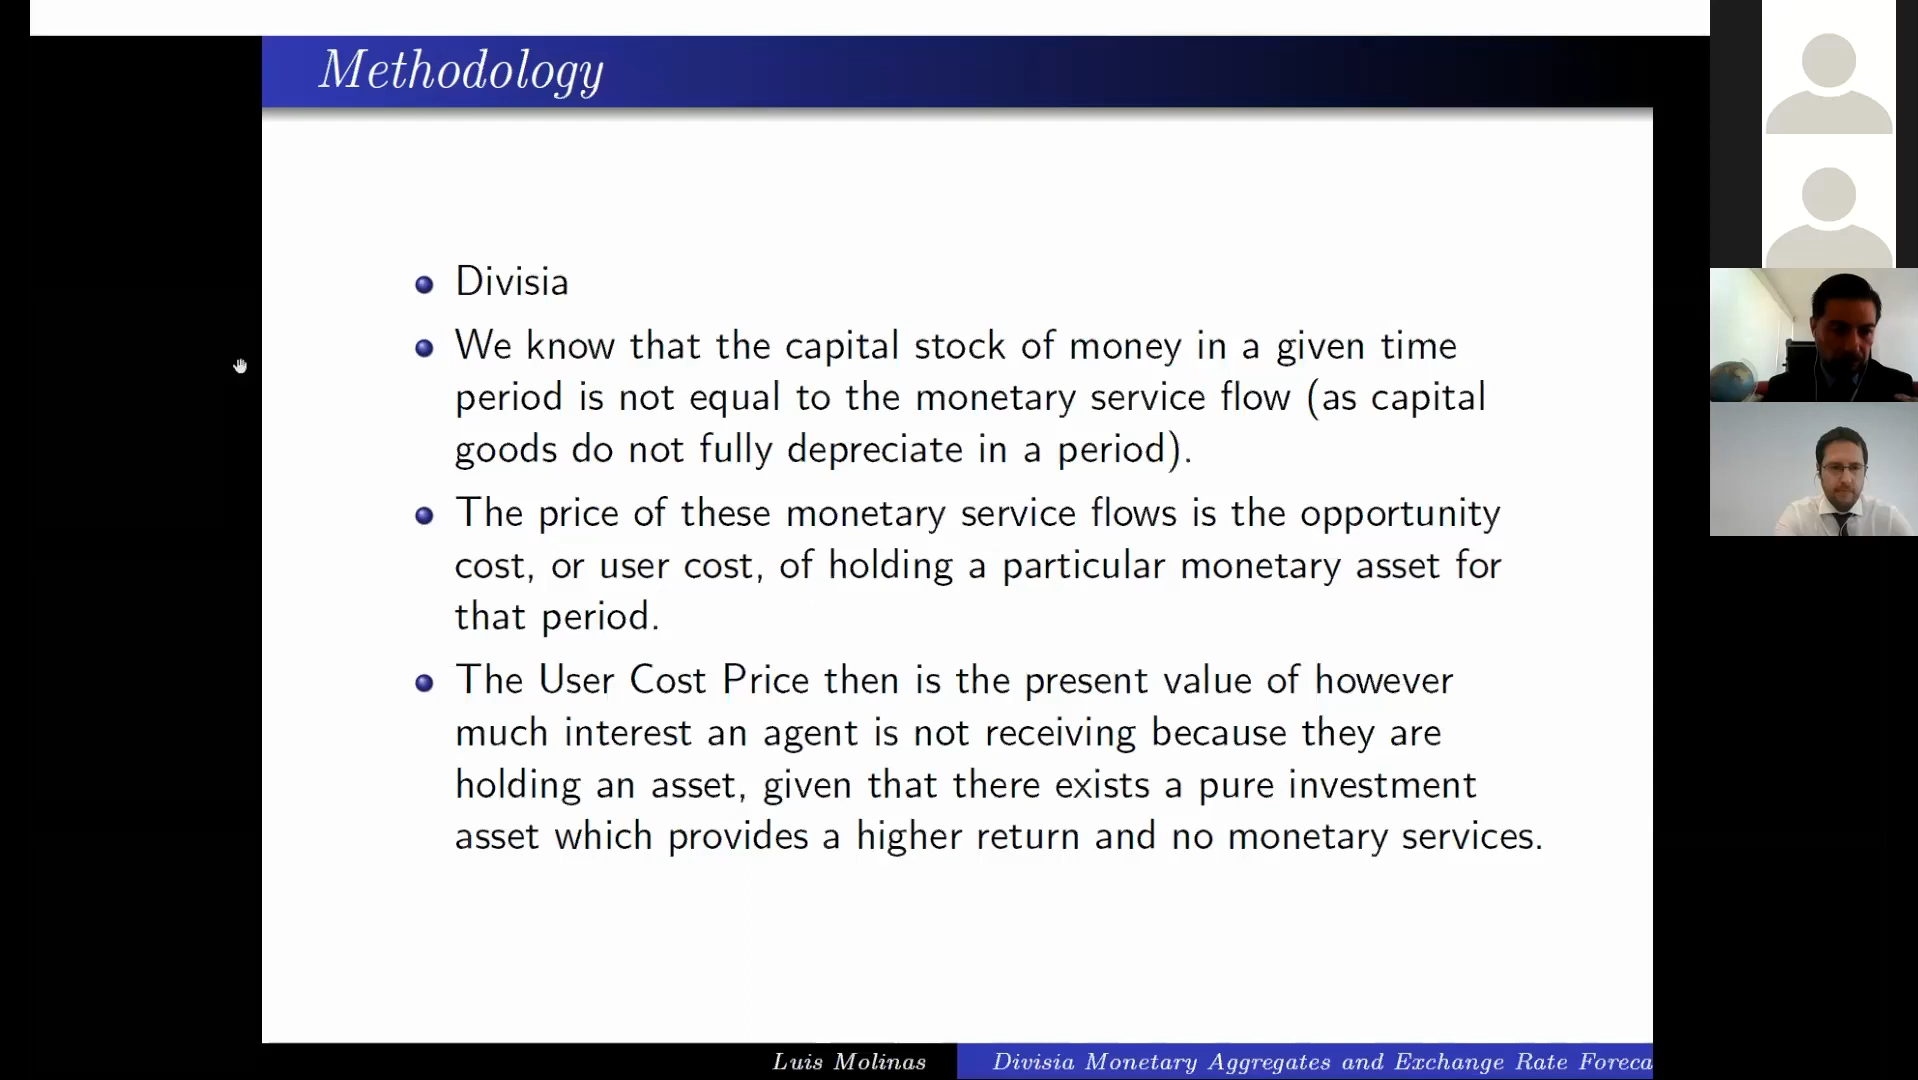 Methodology
Divisia
We know that the capital stock of money in a given time
period is not equal to the monetary service flow (as capital
goods do not fully depreciate in a period).
The price of these monetary service flows is the opportunity
cost, or user cost, of holding a particular monetary asset for
that period.
The User Cost Price then is the present value of however
much interest an agent is not receiving because they are
holding an asset, given that there exists a pure investment
asset which provides a higher return and no monetary services.
Luis Molinas
Divisia Monetary Aggregates and Exchange Rate Foreca